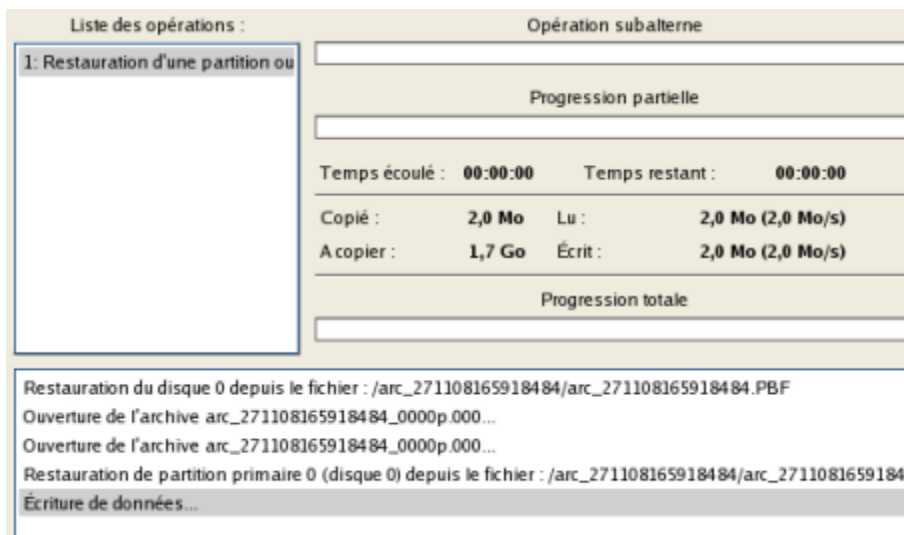 Liste des opérations :
1: Restauration d'une partition ou
Opération subalterne
Progression partielle
Temps écoulé : 00:00:00 Temps restant : 00:00:00
Copié : 2,0 Mo Lu : 2,0 Mo (2,0 Mo/s)
A copier : 1,7 Go Écrit : 2,0 Mo (2,0 Mo/s)
Progression totale
Restauration du disque 0 depuis le fichier : /arc_271108165918484/arc_271108165918484.PBF
Ouverture de l'archive arc_271108165918484_0000p.000...
Ouverture de l'archive arc_271108165918484_0000p.000...
Restauration de partition primaire 0 (disque 0) depuis le fichier : /arc_271108165918484/arc_2711081659184
Écriture de données...